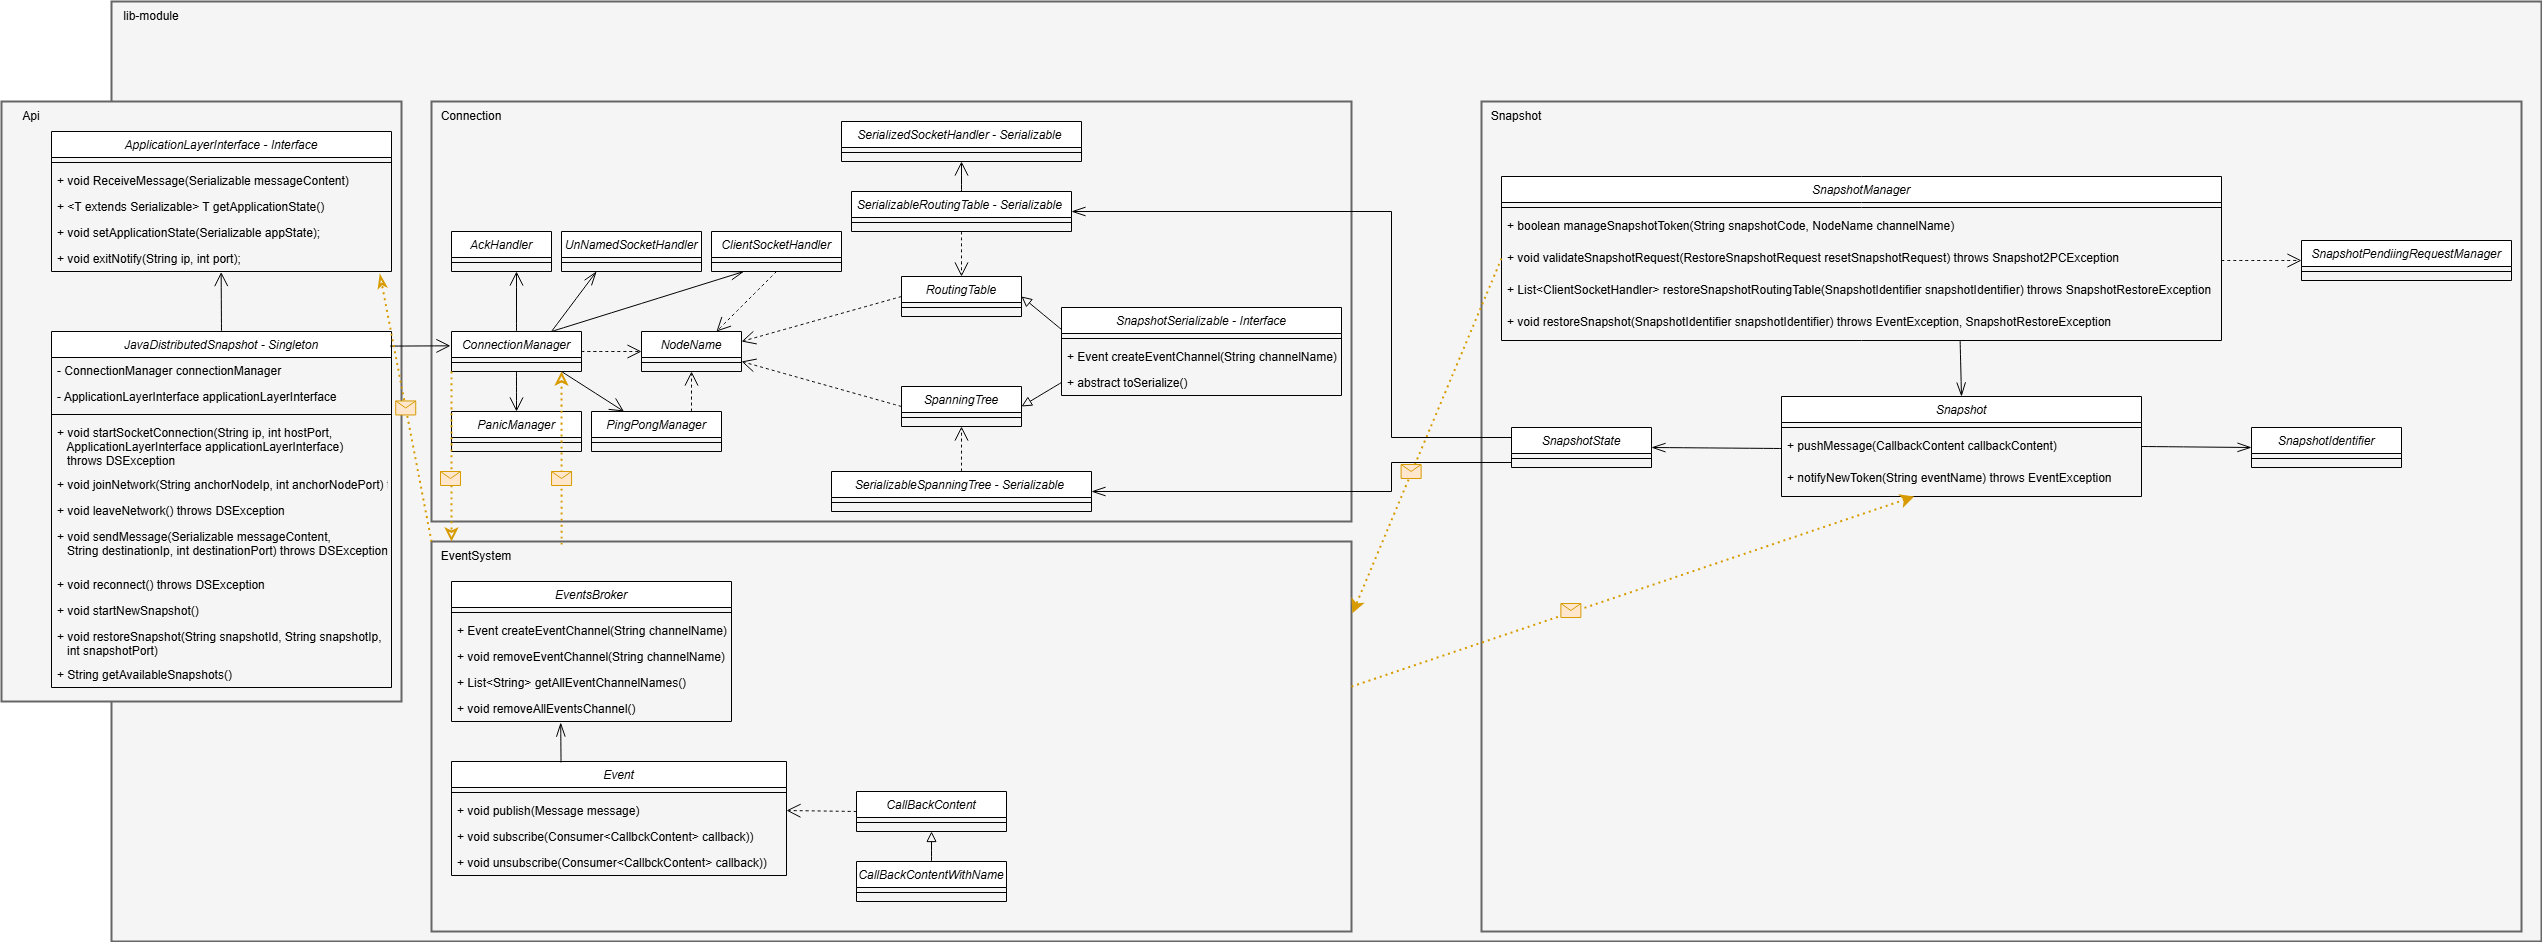 lib-module
Api
ApplicationLayerInterface - Interface
+ void ReceiveMessage(Serializable messageContent)
+ <T extends Serializable> T getApplicationState()
+ void setApplicationState(Serializable appState);
+ void exitNotify(String ip, int port);
JavaDistributedSnapshot - Singleton
- ConnectionManager connectionManager
- ApplicationLayerInterface applicationLayerInterface
+ void startSocketConnection(String ip, int hostPort,
ApplicationLayerInterface applicationLayerInterface)
throws DSException
+ void joinNetwork(String anchorNodeIp, int anchorNodePort)
+ void leaveNetwork() throws DSException
+ void sendMessage(Serializable messageContent,
String destinationIp, int destinationPort) throws DSException
+ void reconnect() throws DSException
+ void startNewSnapshot()
+ void restoreSnapshot(String snapshotId, String snapshotIp,
int snapshotPort)
+ String getAvailableSnapshots()
Connection
SerializedSocketHandler - Serializable
SerializableRoutingTable - Serializable
AckHandler
UnNamedSocketHandler
ClientSocketHandler
RoutingTable
SnapshotSerializable - Interface
+ Event createEventChannel(String channelName)
+ abstract toSerialize()
ConnectionManager
NodeName
SpanningTree
PanicManager
PingPongManager
SerializableSpanningTree - Serializable
EventSystem
EventsBroker
+ Event createEventChannel(String channelName)
+ void removeEventChannel(String channelName)
+ List<String> getAllEventChannelNames()
+ void removeAllEventsChannel()
Event
+ void publish(Message message)
+ void subscribe(Consumer<CallbckContent> callback))
+ void unsubscribe(Consumer<CallbckContent> callback))
CallBackContent
CallBackContentWithName
Snapshot
SnapshotManager
+ boolean manageSnapshotToken(String snapshotCode, NodeName channelName)
+ void validateSnapshotRequest(RestoreSnapshotRequest resetSnapshotRequest) throws Snapshot2PCException
+ List<ClientSocketHandler> restoreSnapshotRoutingTable(SnapshotIdentifier snapshotIdentifier) throws SnapshotRestoreException
+ void restoreSnapshot(SnapshotIdentifier snapshotIdentifier) throws EventException, SnapshotRestoreException
SnapshotPendiingRequestManager
Snapshot
+ pushMessage(CallbackContent callbackContent)
+ notifyNewToken(String eventName) throws EventException
SnapshotState
SnapshotIdentifier